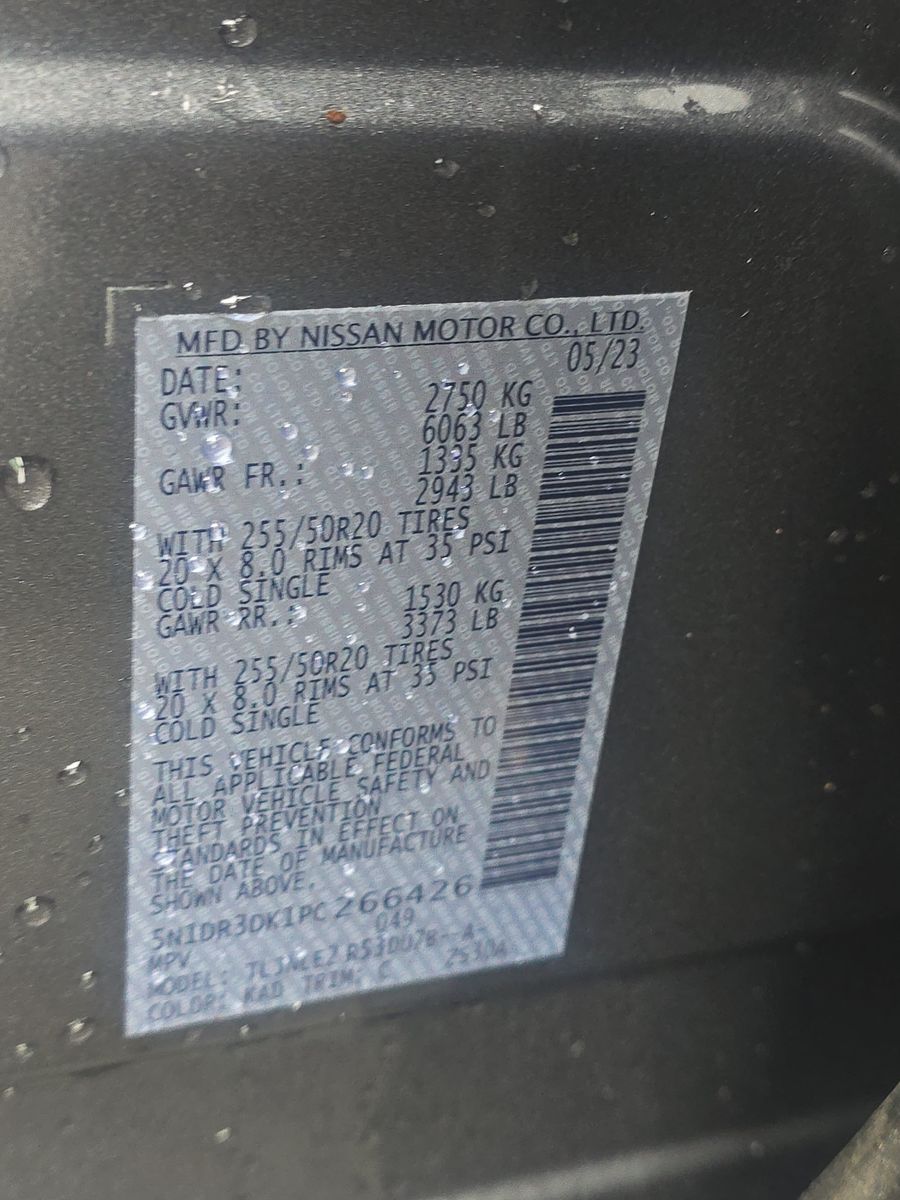 MFD BY NISSAN MOTOR CO., LTD.
DATE: 05/23
GVWR: 2750 KG
6063 LB
GAWR FR.: 1335 KG
2943 LB
WITH 255/50R20 TIRES
20 X 8.0 RIMS AT 35 PSI
COLD SINGLE
GAWR RR.: 1530 KG
3373 LB
WITH 255/50R20 TIRES
20 X 8.0 RIMS AT 35 PSI
COLD SINGLE
THIS VEHICLE CONFORMS TO
ALL APPLICABLE FEDERAL
MOTOR VEHICLE SAFETY AND
THEFT PREVENTION
STANDARDS IN EFFECT ON
THE DATE OF MANUFACTURE
SHOWN ABOVE.
5N1DR3DK1PC266426
MPV 049
MODEL:
COLOR: KAD TRIM: C